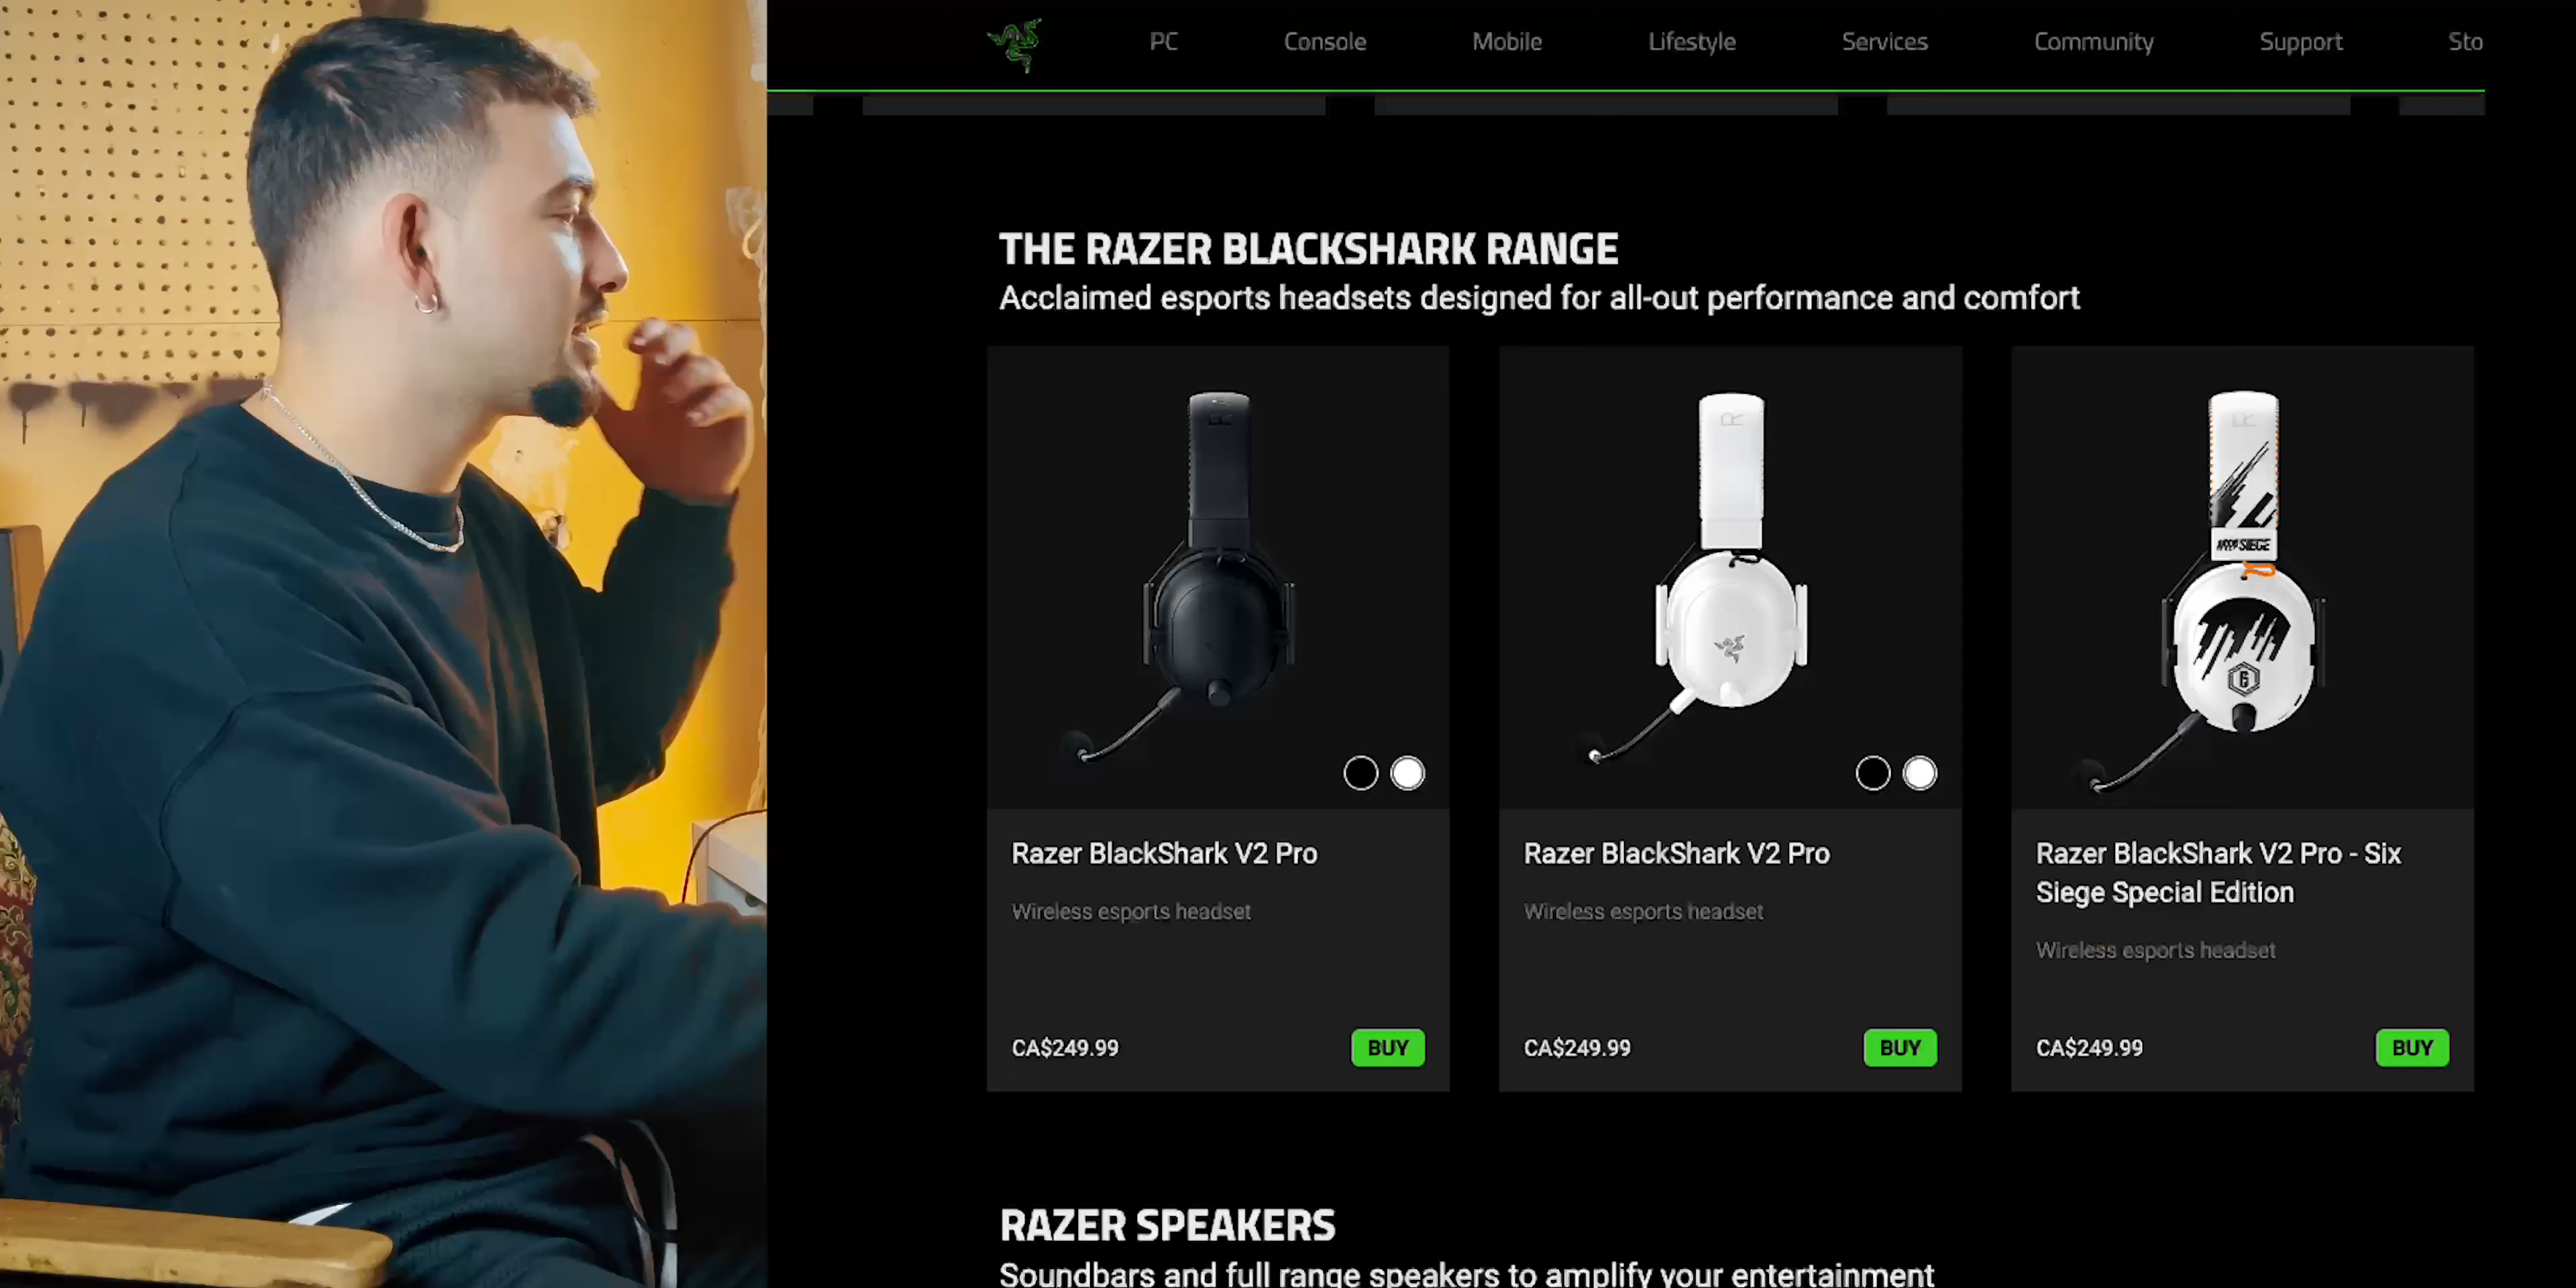 PC Console Mobile Lifestyle Services Community Support Sto
THE RAZER BLACKSHARK RANGE
Acclaimed esports headsets designed for all-out performance and comfort
R
R
SIEGE
6
Razer BlackShark V2 Pro
Wireless esports headset
CA$249.99
BUY
Razer BlackShark V2 Pro
Wireless esports headset
CA$249.99
BUY
Razer BlackShark V2 Pro - Six
Siege Special Edition
Wireless esports headset
CA$249.99
BUY
RAZER SPEAKERS
Soundbars and full range speakers to amplify your entertainment